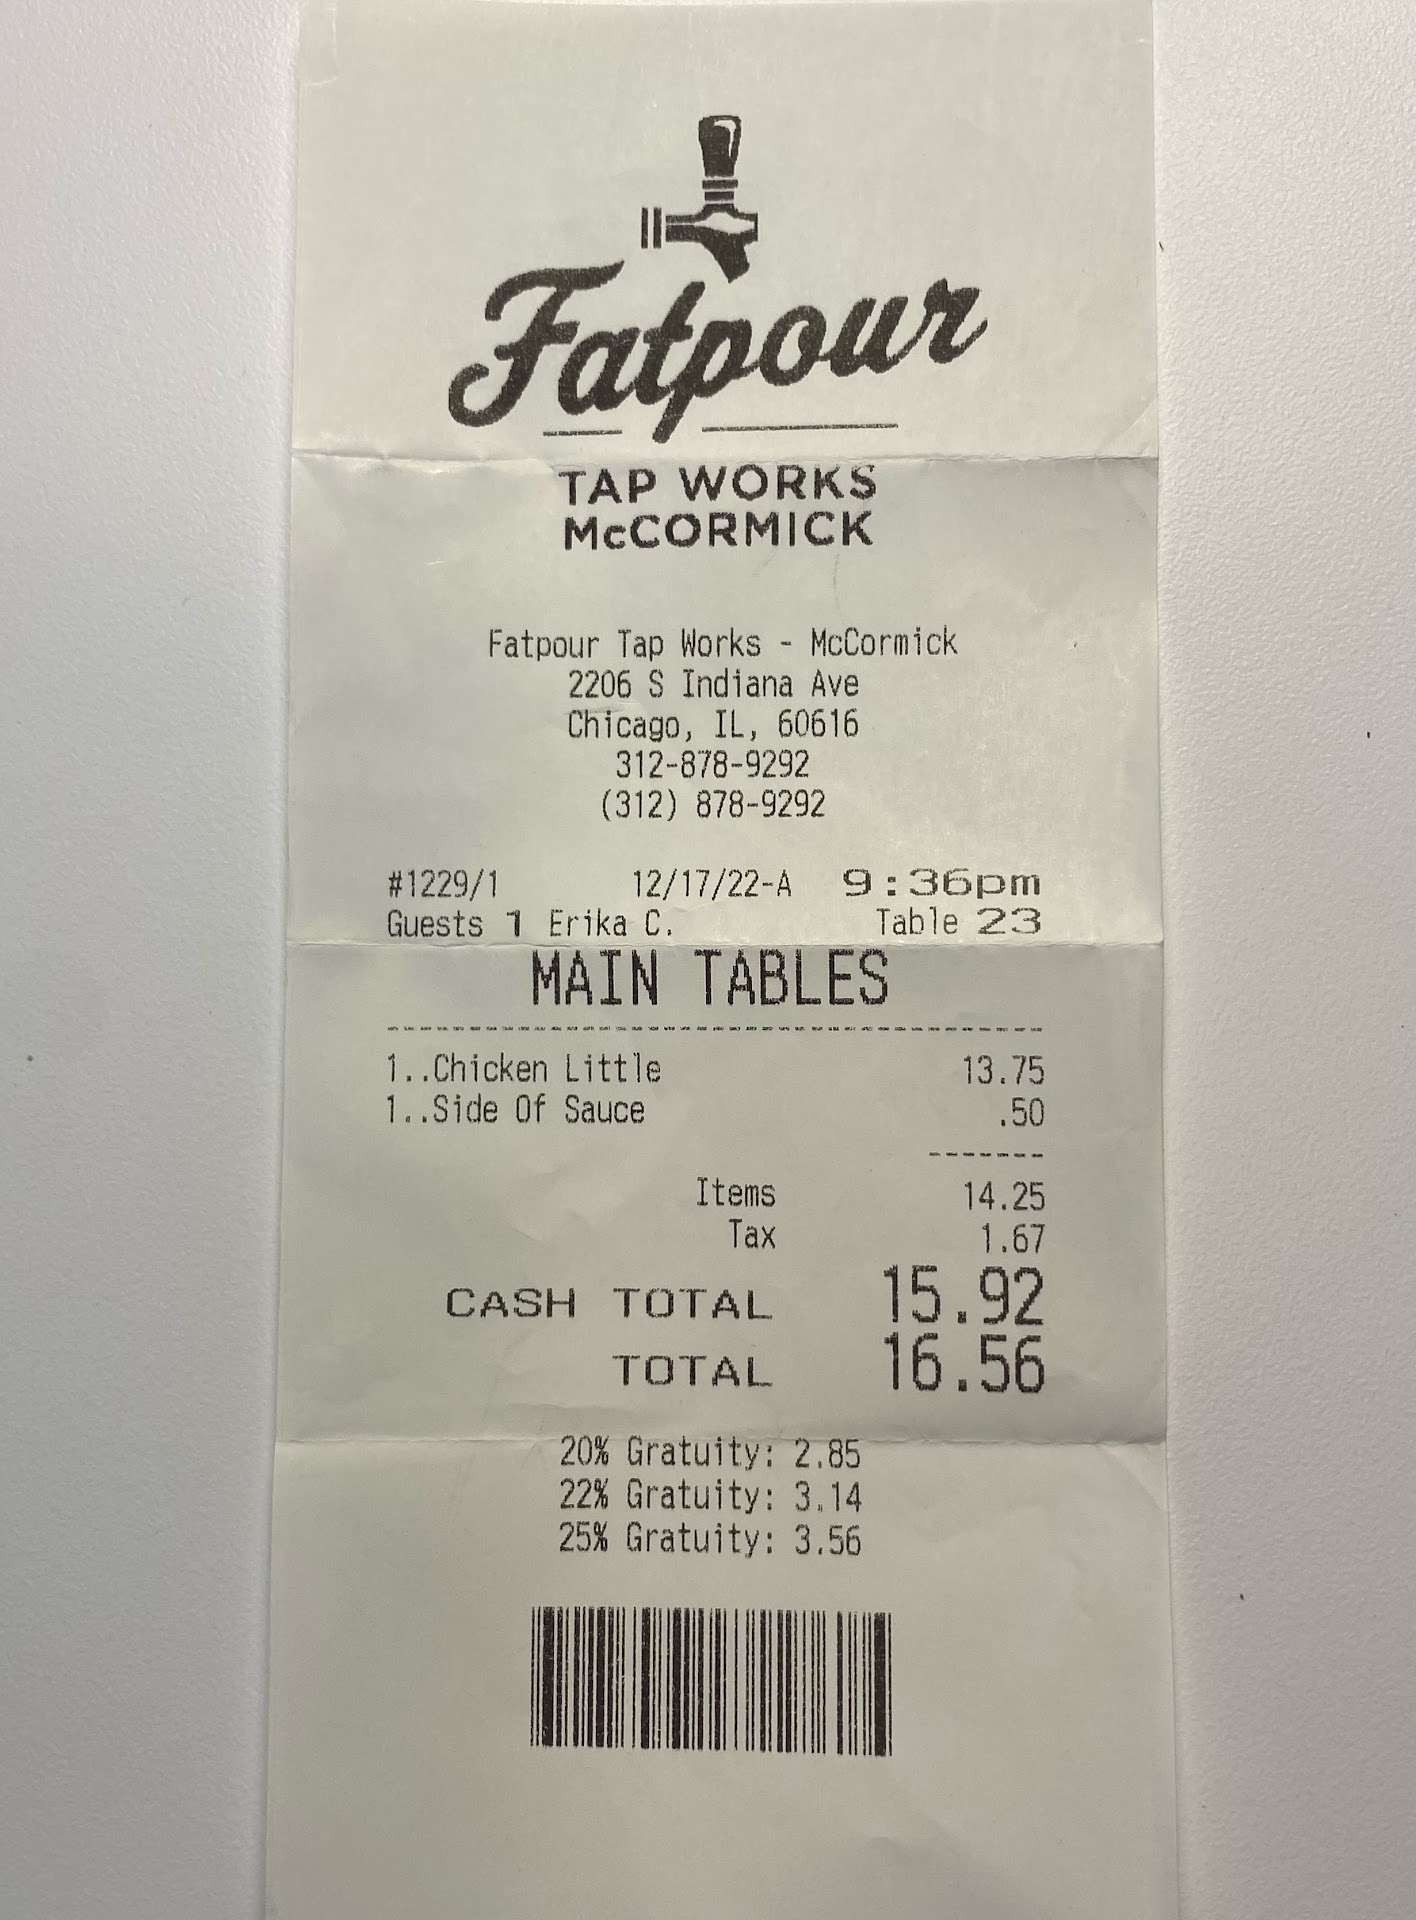 Fatpour
TAP WORKS
McCORMICK
Fatpour Tap Works - McCormick
2206 S Indiana Ave
Chicago, IL, 60616
312-878-9292
(312) 878-9292
#1229/1 12/17/22-A 9:36pm
Guests 1 Erika C. Table 23
MAIN TABLES
1..Chicken Little 13.75
1..Side Of Sauce .50
Items 14.25
Tax 1.67
CASH TOTAL 15.92
TOTAL 16.56
20% Gratuity: 2.85
22% Gratuity: 3.14
25% Gratuity: 3.56